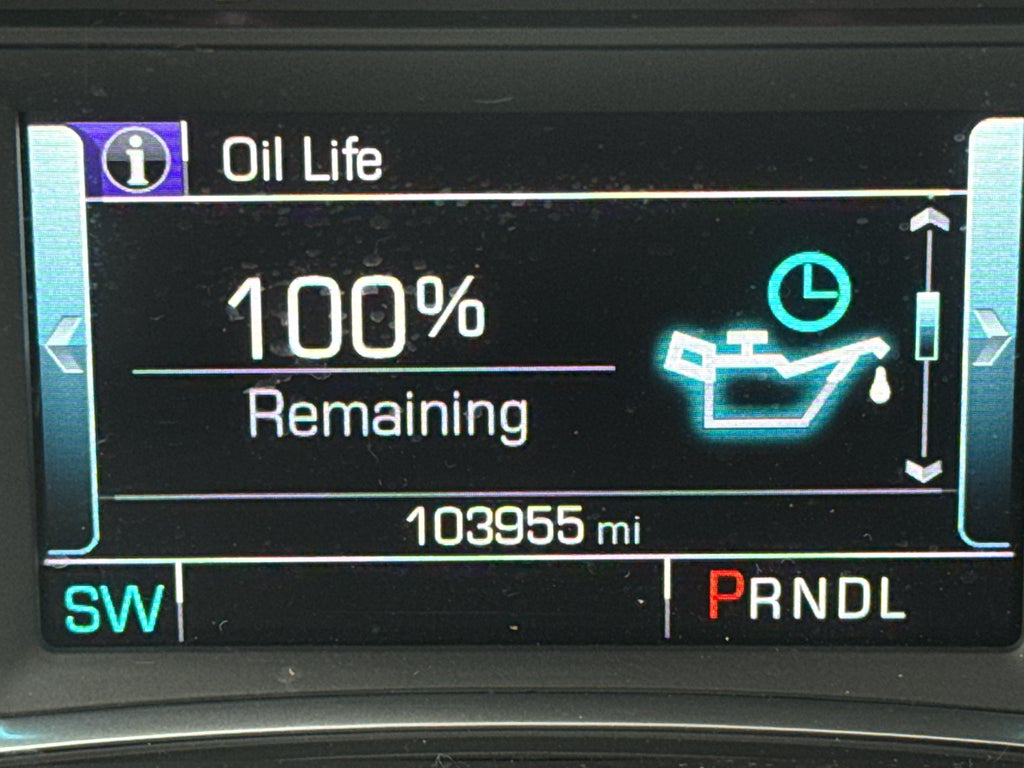 i Oil Life
100%
Remaining
103955 mi
SW PRNDL